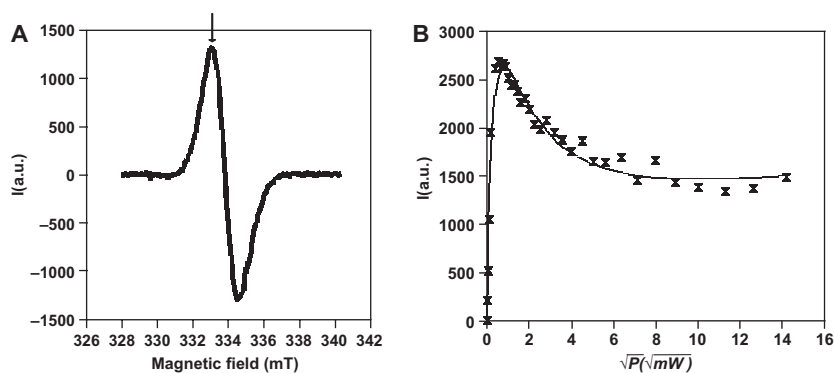 A
1500
1000
500
0
−500
−1000
−1500
I(a.u.)
326 328 330 332 334 336 338 340 342
Magnetic field (mT)
B
3000
2500
2000
1500
1000
500
0
I(a.u.)
0 2 4 6 8 10 12 14 16
√P(√mW)